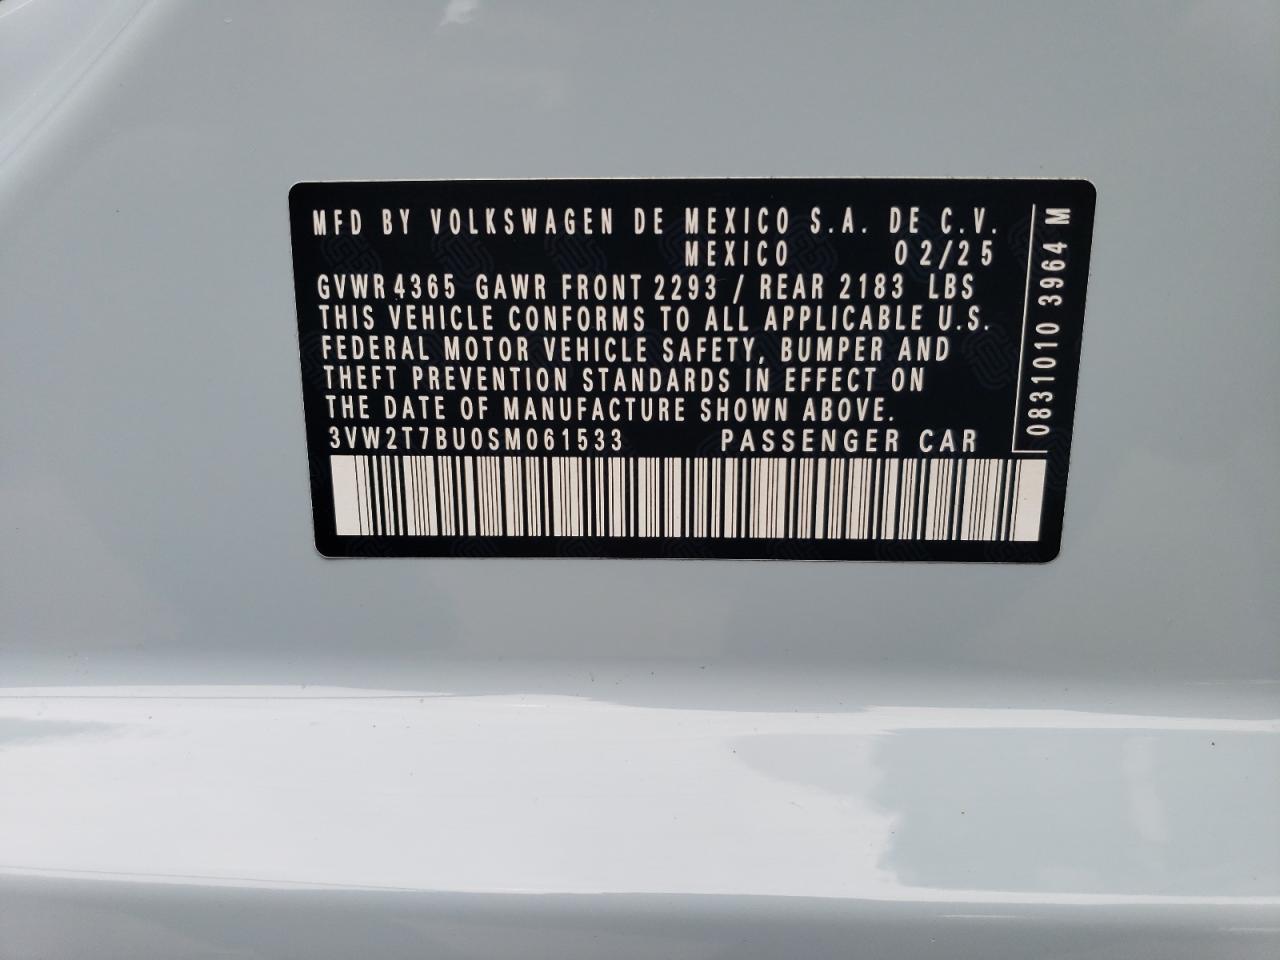 MFD BY VOLKSWAGEN DE MEXICO S.A. DE C.V.
MEXICO 02/25
GVWR 4365 GAWR FRONT 2293 / REAR 2183 LBS
THIS VEHICLE CONFORMS TO ALL APPLICABLE U.S.
FEDERAL MOTOR VEHICLE SAFETY, BUMPER AND
THEFT PREVENTION STANDARDS IN EFFECT ON
THE DATE OF MANUFACTURE SHOWN ABOVE.
3VW2T7BU0SM061533 PASSENGER CAR
0831010 3964 M